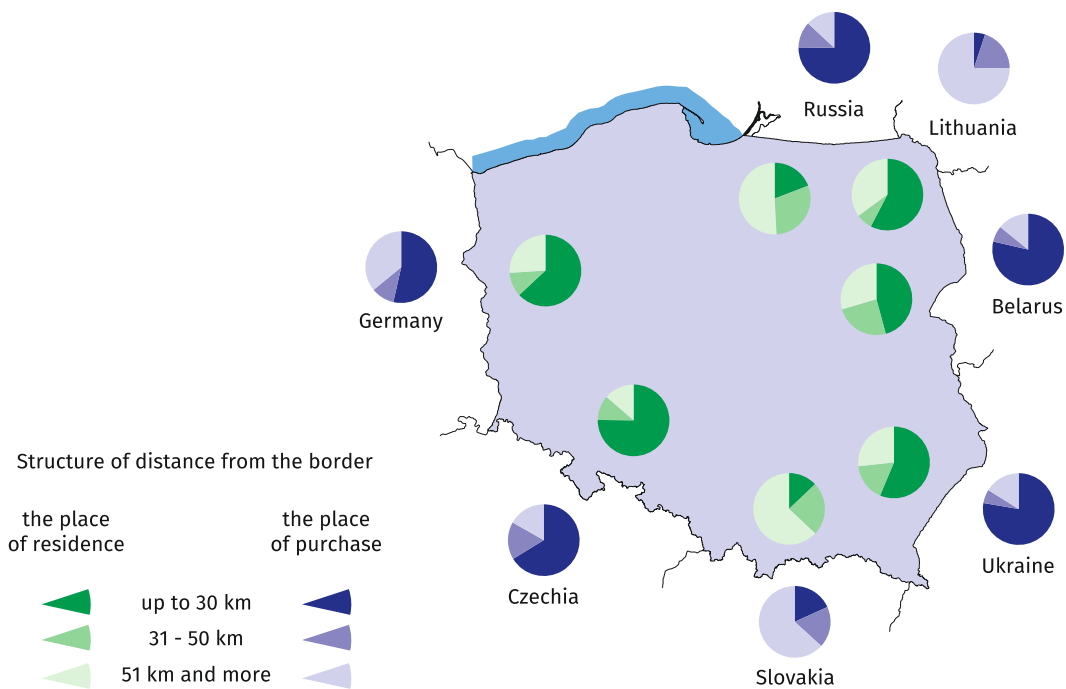 Russia
Lithuania
Germany
Belarus
Structure of distance from the border
the place
of residence
the place
of purchase
Czechia
Ukraine
up to 30 km
31 - 50 km
51 km and more
Slovakia